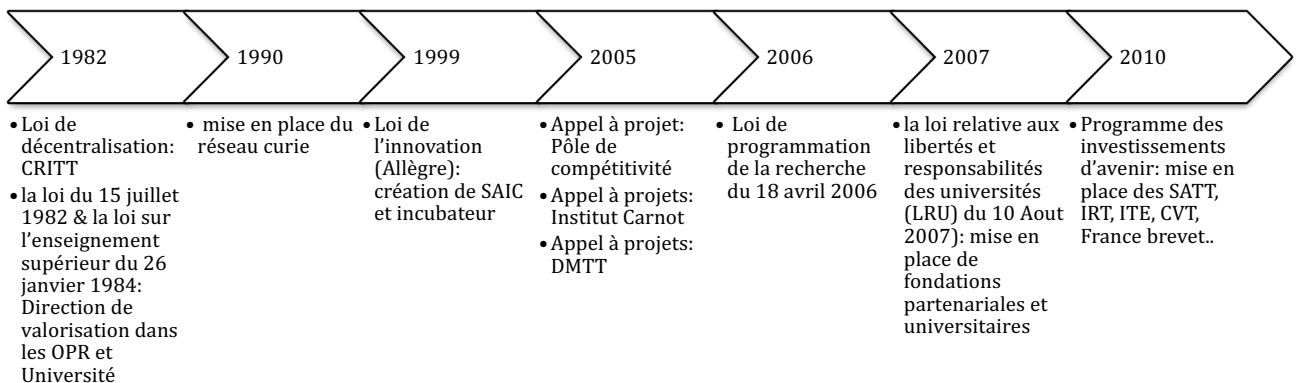 1982
1990
1999
2005
2006
2007
2010
•Loi de
décentralisation:
CRITT
•la loi du 15 juillet
1982 & la loi sur
l'enseignement
supérieur du 26
janvier 1984:
Direction de
valorisation dans
les OPR et
Université
• mise en place du
réseau curie
•Loi de
l'innovation
(Allègre):
création de SAIC
et incubateur
•Appel à projet:
Pôle de
compétitivité
•Appel à projets:
Institut Carnot
•Appel à projets:
DMTT
• Loi de
programmation
de la recherche
du 18 avril 2006
•la loi relative aux
libertés et
responsabilités
des universités
(LRU) du 10 Aout
2007): mise en
place de
fondations
partenariales et
universitaires
•Programme des
investissements
d'avenir: mise en
place des SATT,
IRT, ITE, CVT,
France brevet..